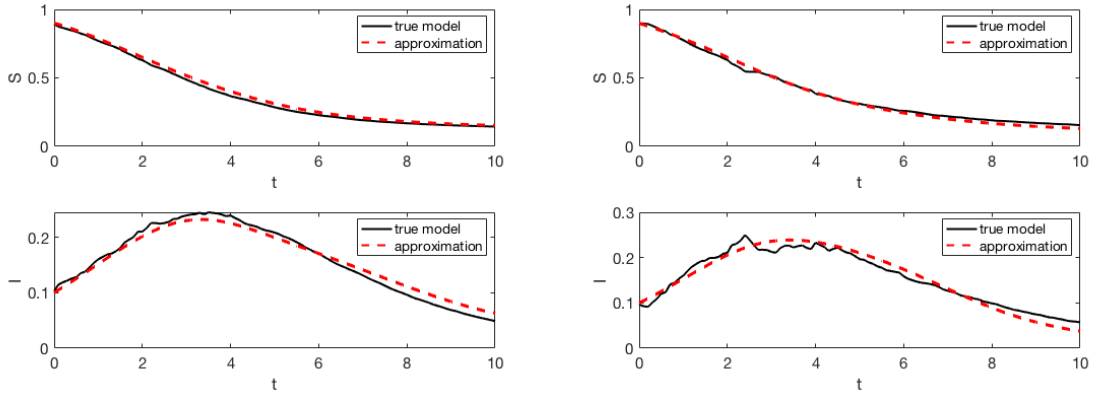 1
0.5
0
S
0 2 4 6 8 10
t
true model
approximation
1
0.5
0
S
0 2 4 6 8 10
t
true model
approximation
0.2
0.1
0
I
0 2 4 6 8 10
t
true model
approximation
0.3
0.2
0.1
0
I
0 2 4 6 8 10
t
true model
approximation